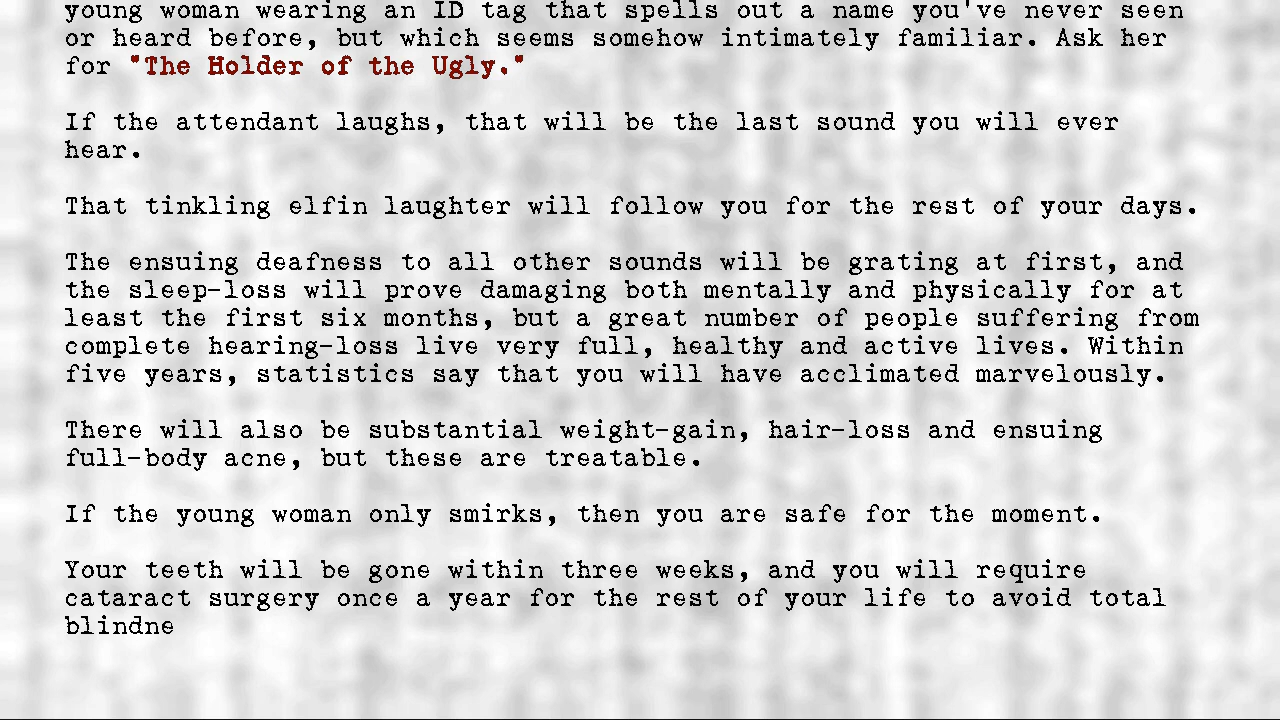 young woman wearing an ID tag that spells out a name you've never seen
or heard before, but which seems somehow intimately familiar. Ask her
for "The Holder of the Ugly."
If the attendant laughs, that will be the last sound you will ever
hear.
That tinkling elfin laughter will follow you for the rest of your days.
The ensuing deafness to all other sounds will be grating at first, and
the sleep-loss will prove damaging both mentally and physically for at
least the first six months, but a great number of people suffering from
complete hearing-loss live very full, healthy and active lives. Within
five years, statistics say that you will have acclimated marvelously.
There will also be substantial weight-gain, hair-loss and ensuing
full-body acne, but these are treatable.
If the young woman only smirks, then you are safe for the moment.
Your teeth will be gone within three weeks, and you will require
cataract surgery once a year for the rest of your life to avoid total
blindne